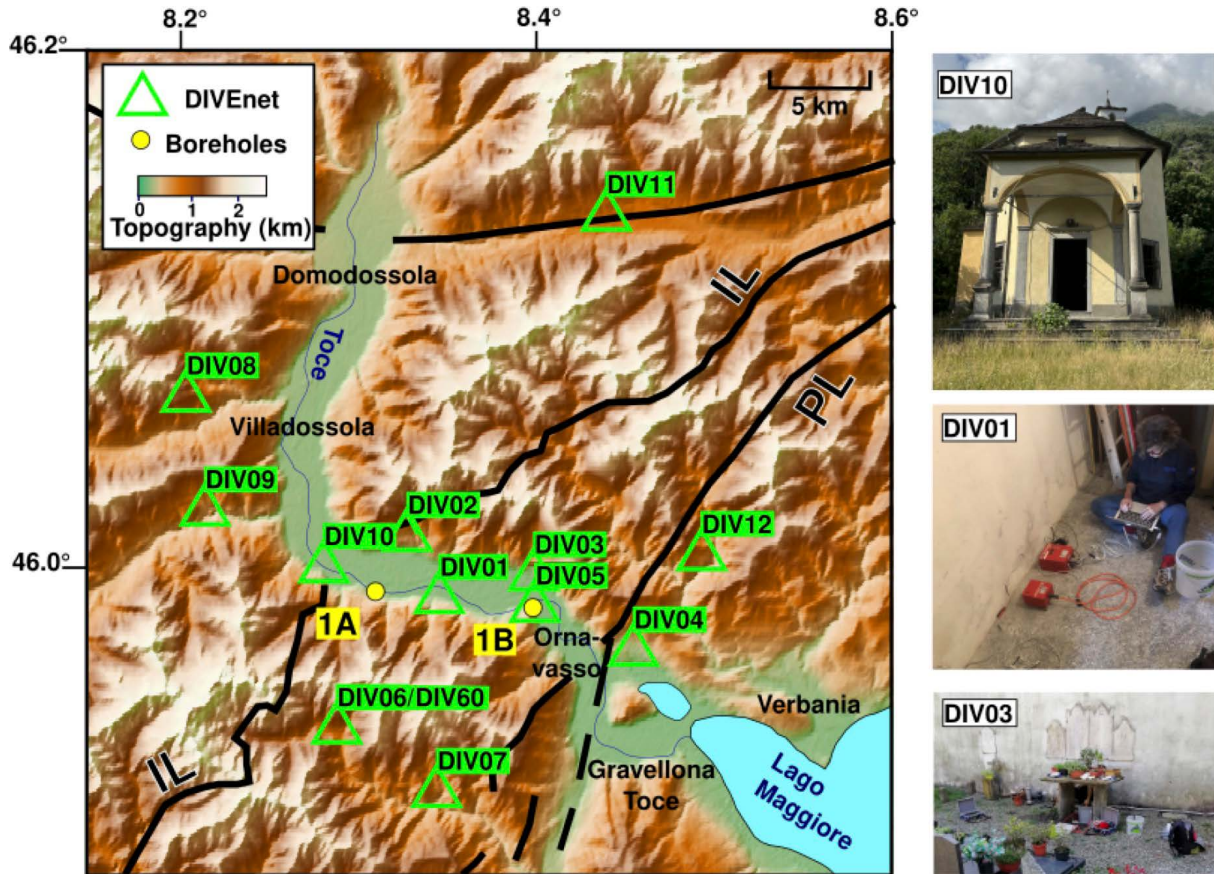 8.2°
8.4°
8.6°
46.2°
46.0°
DIVEnet
Boreholes
0
1
2
Topography (km)
5 km
DIV11
Domodossola
IL
Toce
PL
DIV08
Villadossola
DIV09
DIV02
DIV10
DIV03
DIV12
DIV01
DIV05
1A
1B
DIV04
Orna-
vasso
DIV06/DIV60
Verbania
IL
DIV07
Gravellona
Toce
Lago
Maggiore
DIV10
DIV01
DIV03